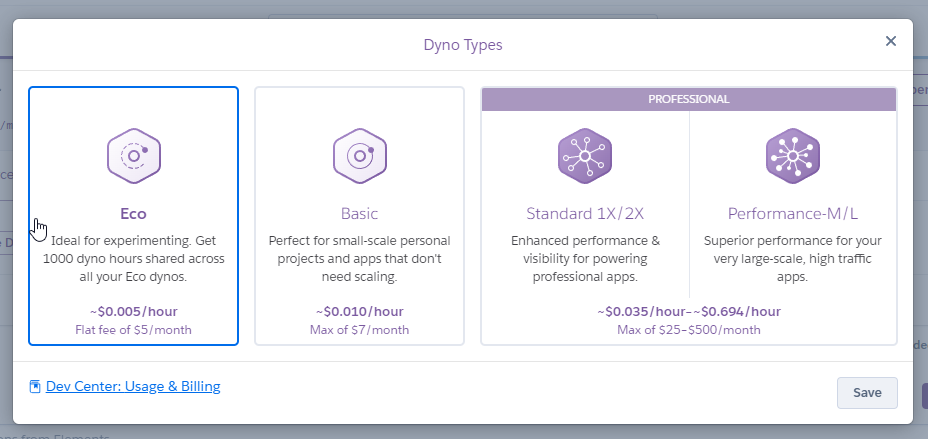 Dyno Types
PROFESSIONAL
Eco
Ideal for experimenting. Get
1000 dyno hours shared across
all your Eco dynos.
~$0.005/hour
Flat fee of $5/month
Basic
Perfect for small-scale personal
projects and apps that don't
need scaling.
~$0.010/hour
Max of $7/month
Standard 1X/2X
Enhanced performance &
visibility for powering
professional apps.
Performance-M/L
Superior performance for your
very large-scale, high traffic
apps.
~$0.035/hour–~$0.694/hour
Max of $25–$500/month
Dev Center: Usage & Billing
Save